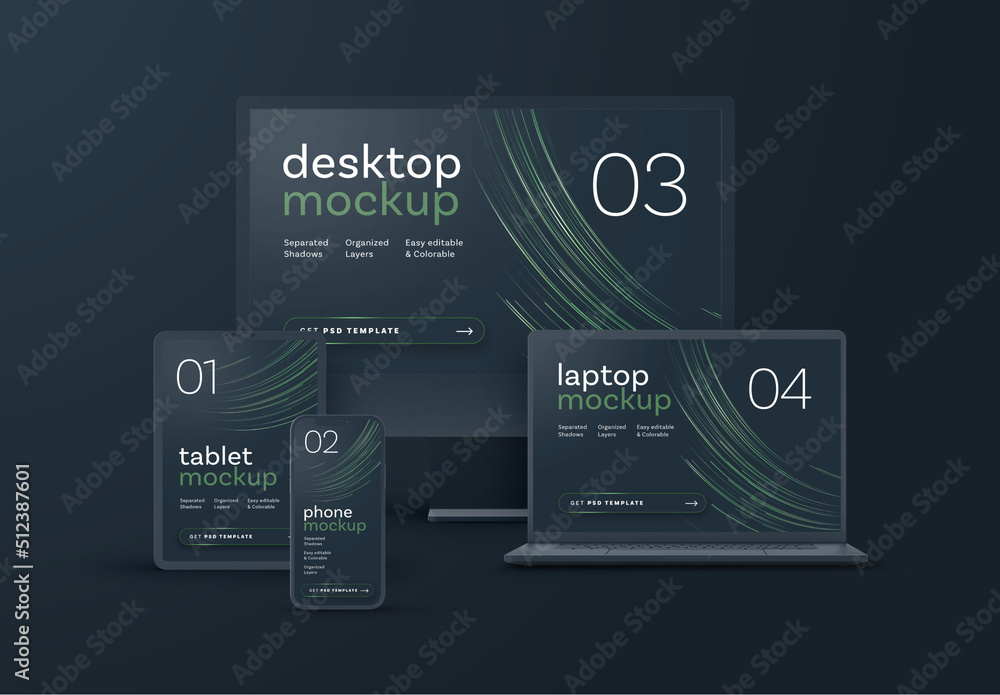 desktop
mockup
03
Separated
Shadows
Organized
Layers
Easy editable
& Colorable
GET PSD TEMPLATE
01
tablet
mockup
Separated
Shadows
Organized
Layers
Easy editable
& Colorable
GET PSD TEMPLATE
02
phone
mockup
Separated
Shadows
Easy editable
& Colorable
Organized
Layers
GET PSD TEMPLATE
laptop
mockup
04
Separated
Shadows
Organized
Layers
Easy editable
& Colorable
GET PSD TEMPLATE
Adobe Stock | #512387601
Adobe Stock